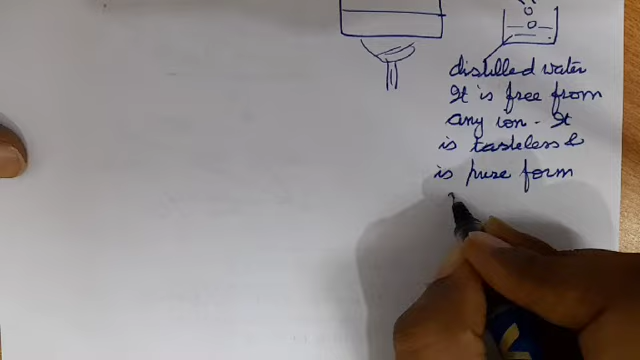 distilled water
It is free from
any ion - It
is tasteless &
is pure form